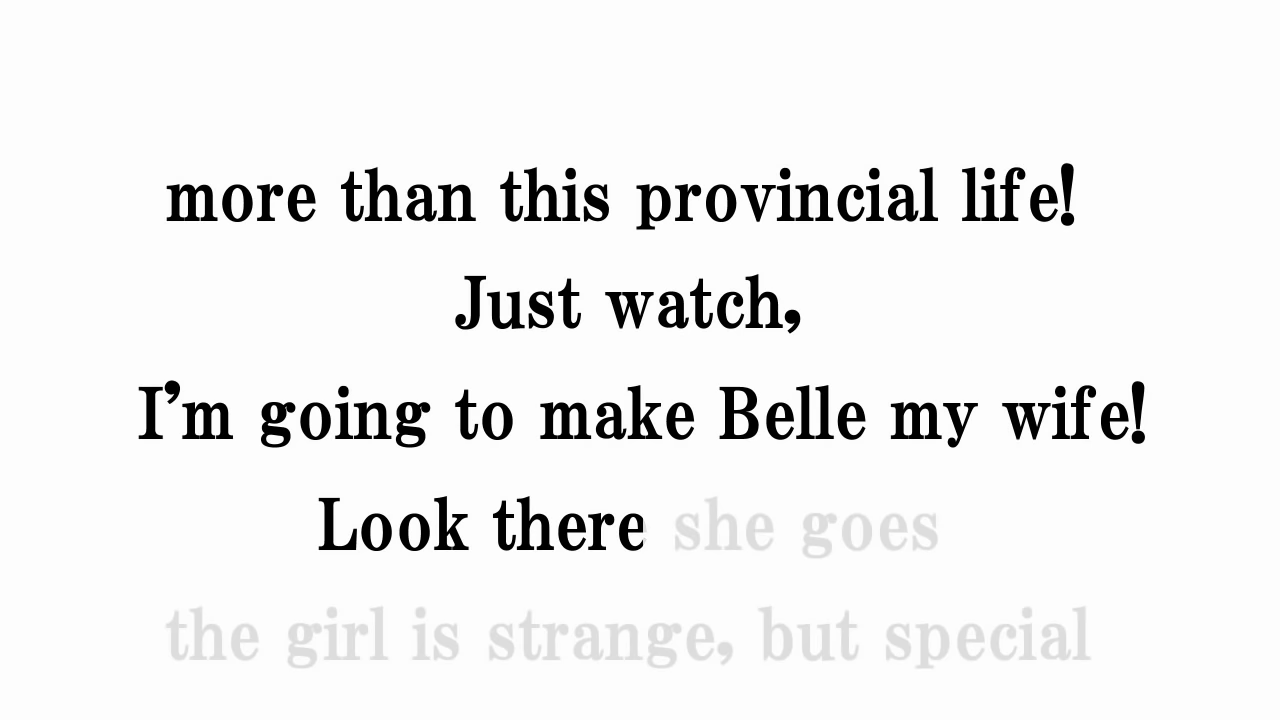 more than this provincial life!
Just watch,
I'm going to make Belle my wife!
Look there she goes
the girl is strange, but special